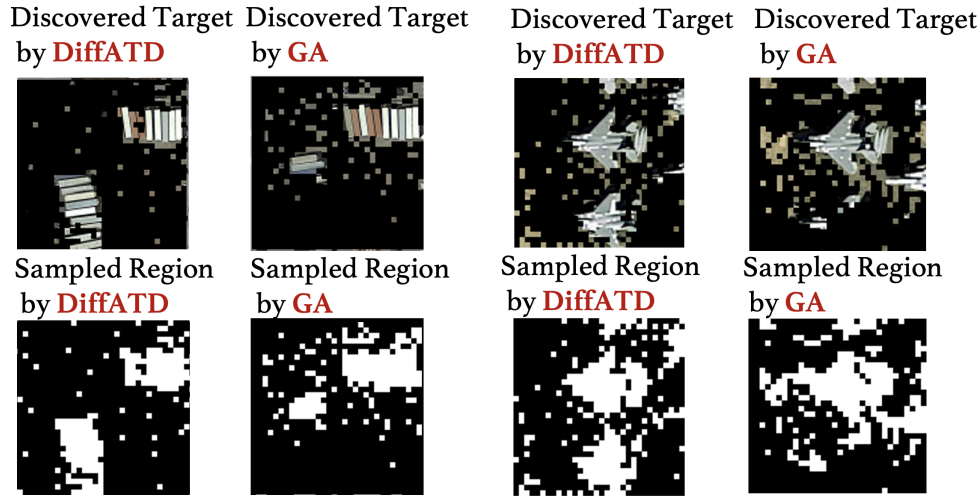 Discovered Target
by DiffATD
Discovered Target
by GA
Discovered Target
by DiffATD
Discovered Target
by GA
Sampled Region
by DiffATD
Sampled Region
by GA
Sampled Region
by DiffATD
Sampled Region
by GA